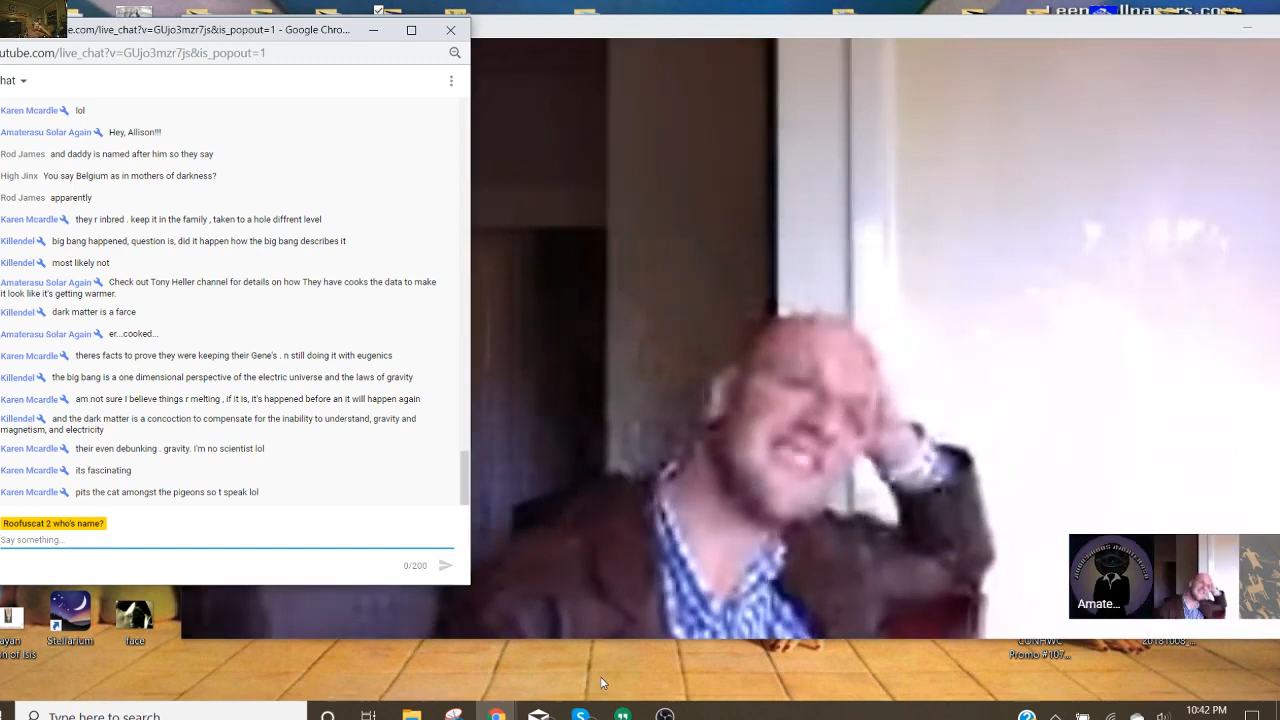 e.com/live_chat?v=GUjo3mzr7js&is_popout=1 - Google Chro...
utube.com/live_chat?v=GUjo3mzr7js&is_popout=1
hat
Karen Mcardle lol
Amaterasu Solar Again Hey, Allison!!!
Rod James and daddy is named after him so they say
High Jinx You say Belgium as in mothers of darkness?
Rod James apparently
Karen Mcardle they r inbred . keep it in the family , taken to a hole diffrent level
Killendel big bang happened, question is, did it happen how the big bang describes it
Killendel most likely not
Amaterasu Solar Again Check out Tony Heller channel for details on how They have cooks the data to make
it look like it's getting warmer.
Killendel dark matter is a farce
Amaterasu Solar Again er...cooked...
Karen Mcardle theres facts to prove they were keeping their Gene's . n still doing it with eugenics
Killendel the big bang is a one dimensional perspective of the electric universe and the laws of gravity
Karen Mcardle am not sure I believe things r melting , if it is, it's happened before an it will happen again
Killendel and the dark matter is a concoction to compensate for the inability to understand, gravity and
magnetism, and electricity
Karen Mcardle their even debunking . gravity. I'm no scientist lol
Karen Mcardle its fascinating
Karen Mcardle pits the cat amongst the pigeons so t speak lol
Roofuscat 2 who's name?
Say something...
0/200
Amate...
ayan
on of Isis
Stellarium
face
Promo #107...
20181008_...
Type here to search
10:42 PM